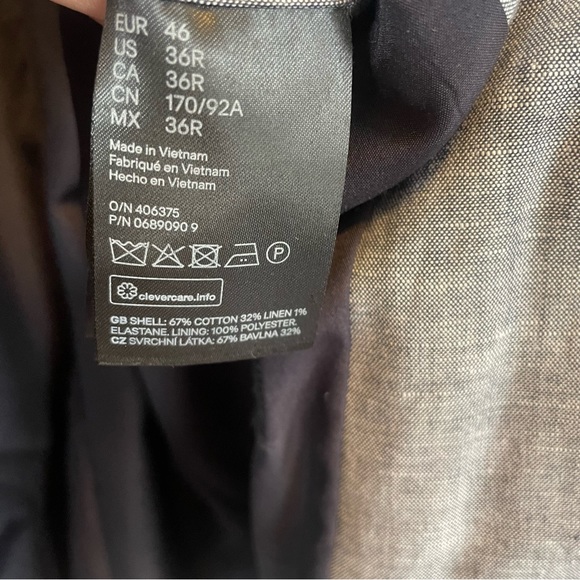 EUR 46
US 36R
CA 36R
CN 170/92A
MX 36R
Made in Vietnam
Fabriqué en Vietnam
Hecho en Vietnam
O/N 406375
P/N 0689090 9
P
clevercare.info
GB SHELL: 67% COTTON 32% LINEN 1%
ELASTANE. LINING: 100% POLYESTER.
CZ SVRCHNÍ LÁTKA: 67% BAVLNA 32%